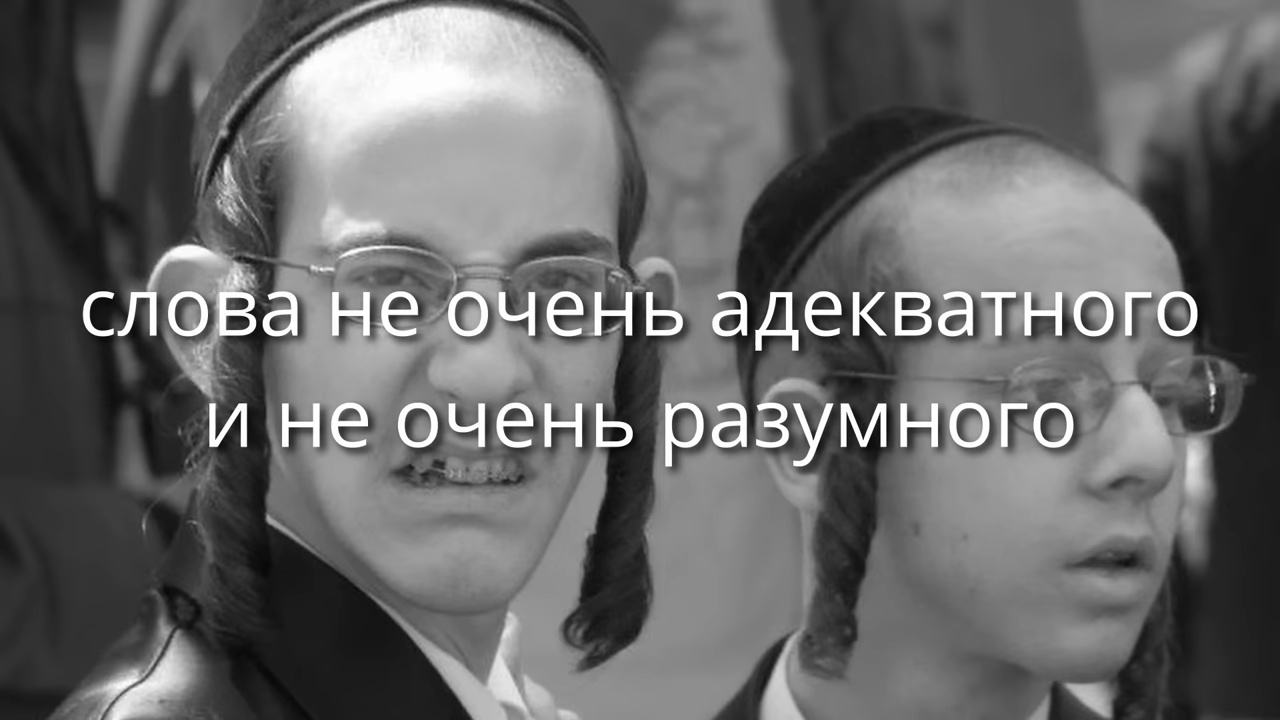 слова не очень адекватного
и не очень разумного